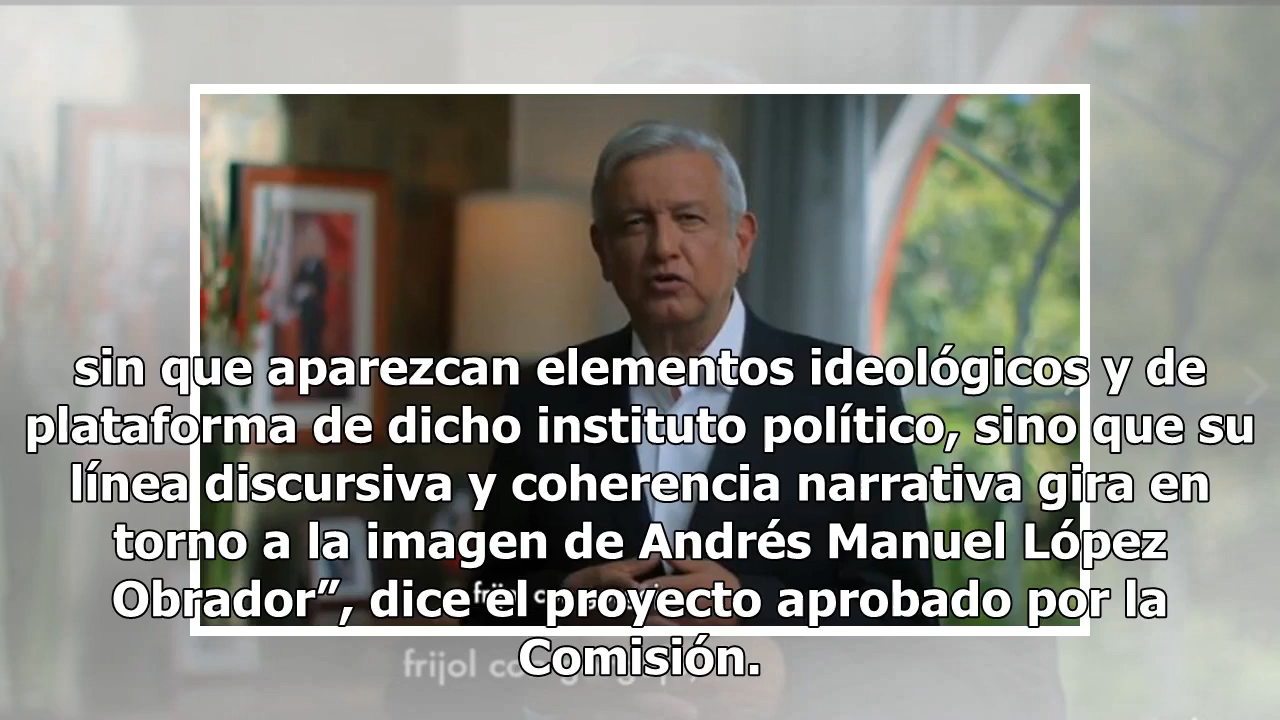 sin que aparezcan elementos ideológicos y de
plataforma de dicho instituto político, sino que su
línea discursiva y coherencia narrativa gira en
torno a la imagen de Andrés Manuel López
Obrador”, dice el proyecto aprobado por la
Comisión.
frijol